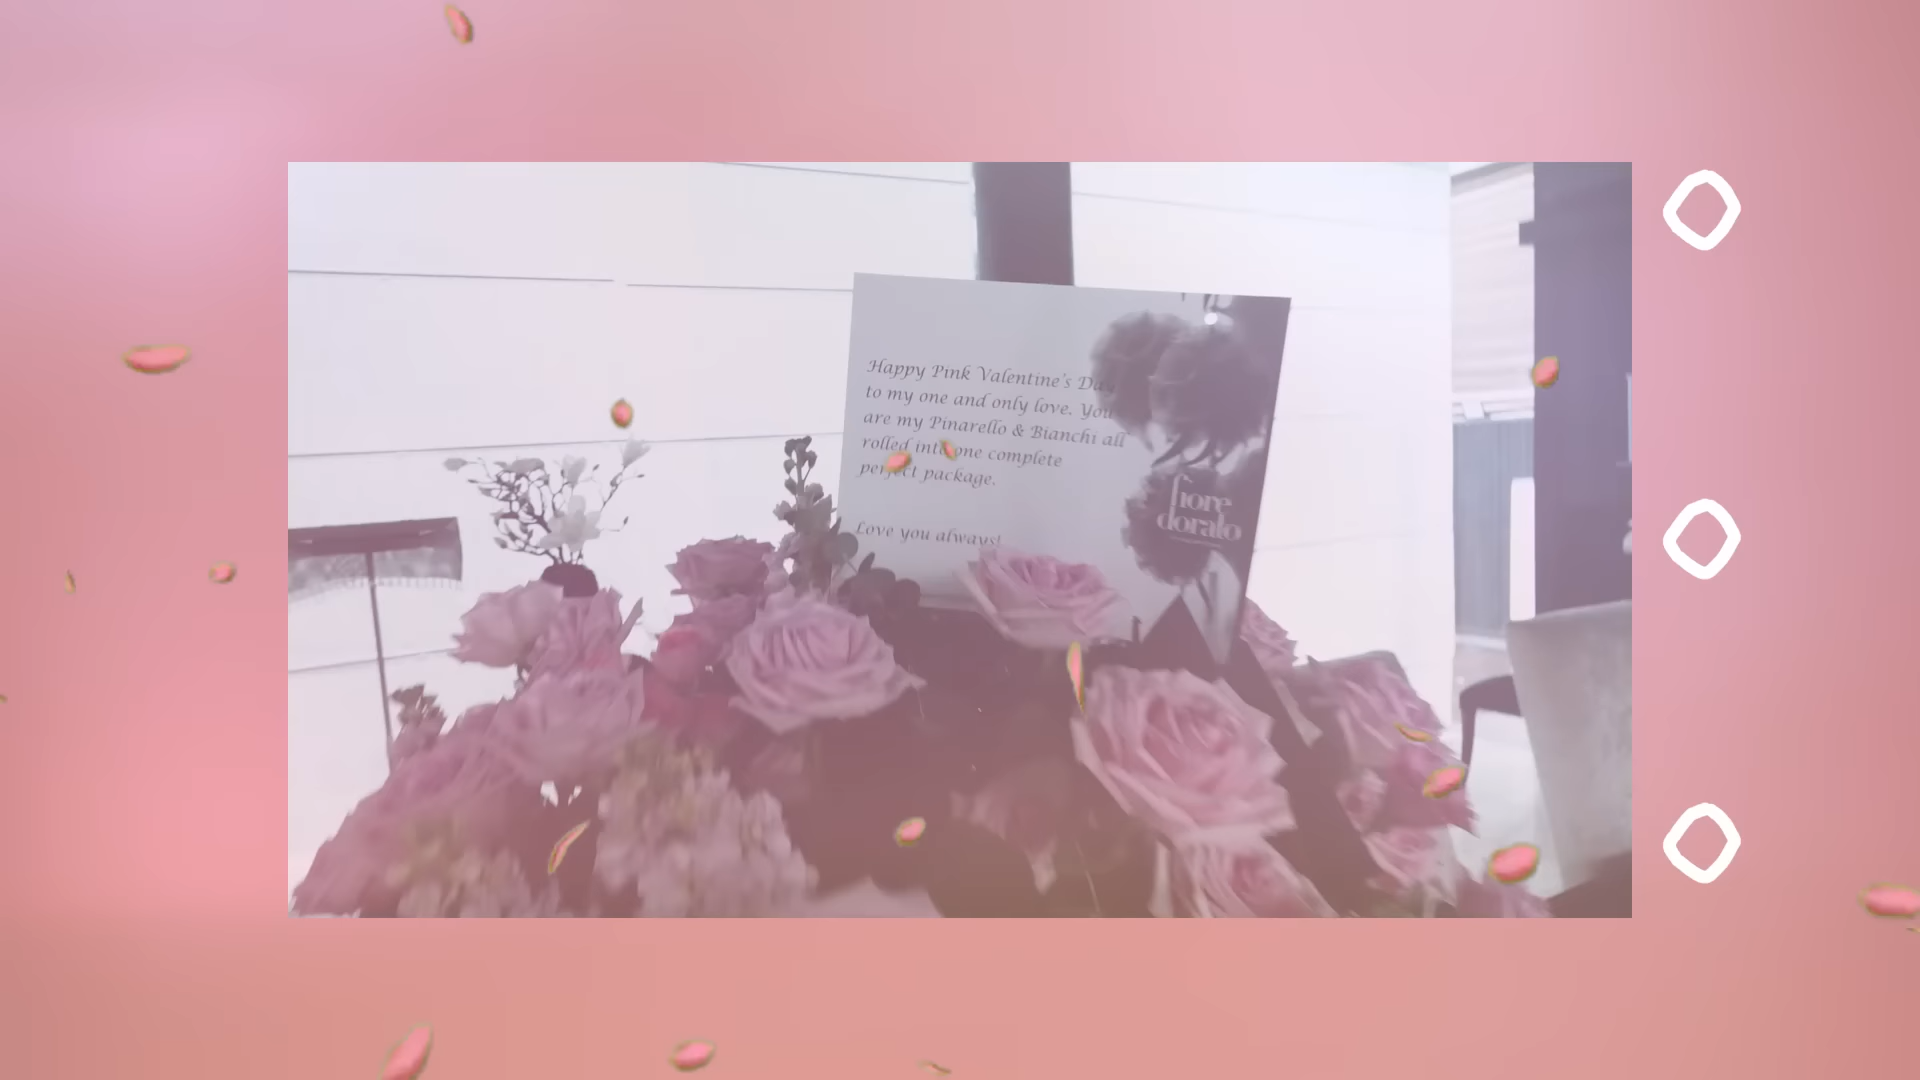 Happy Pink Valentine's Day
to my one and only love. You
are my Pinarello & Bianchi all
rolled into one complete
perfect package.
Love you always!
fiore
dorato